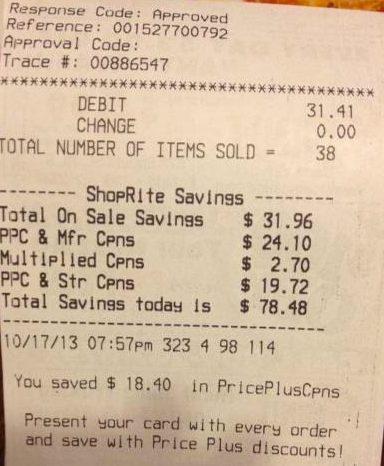 Response Code: Approved
Reference: 001527700792
Approval Code:
Trace #: 00886547
****************************************
DEBIT 31.41
CHANGE 0.00
TOTAL NUMBER OF ITEMS SOLD = 38
-------- ShopRite Savings --------
Total On Sale Savings $ 31.96
PPC & Mfr Cpns $ 24.10
Multiplied Cpns $ 2.70
PPC & Str Cpns $ 19.72
Total Savings today is $ 78.48
----------------------------------
10/17/13 07:57pm 323 4 98 114
You saved $ 18.40 in PricePlusCpns
Present your card with every order
and save with Price Plus discounts!